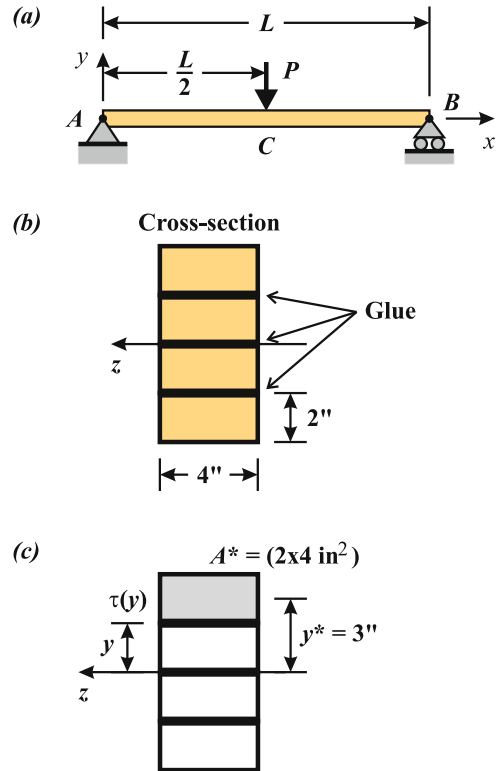 (a)
L
y
L/2
P
A
B
C
x
(b)
Cross-section
Glue
z
2"
4"
(c)
A* = (2x4 in²)
τ(y)
y
y* = 3"
z